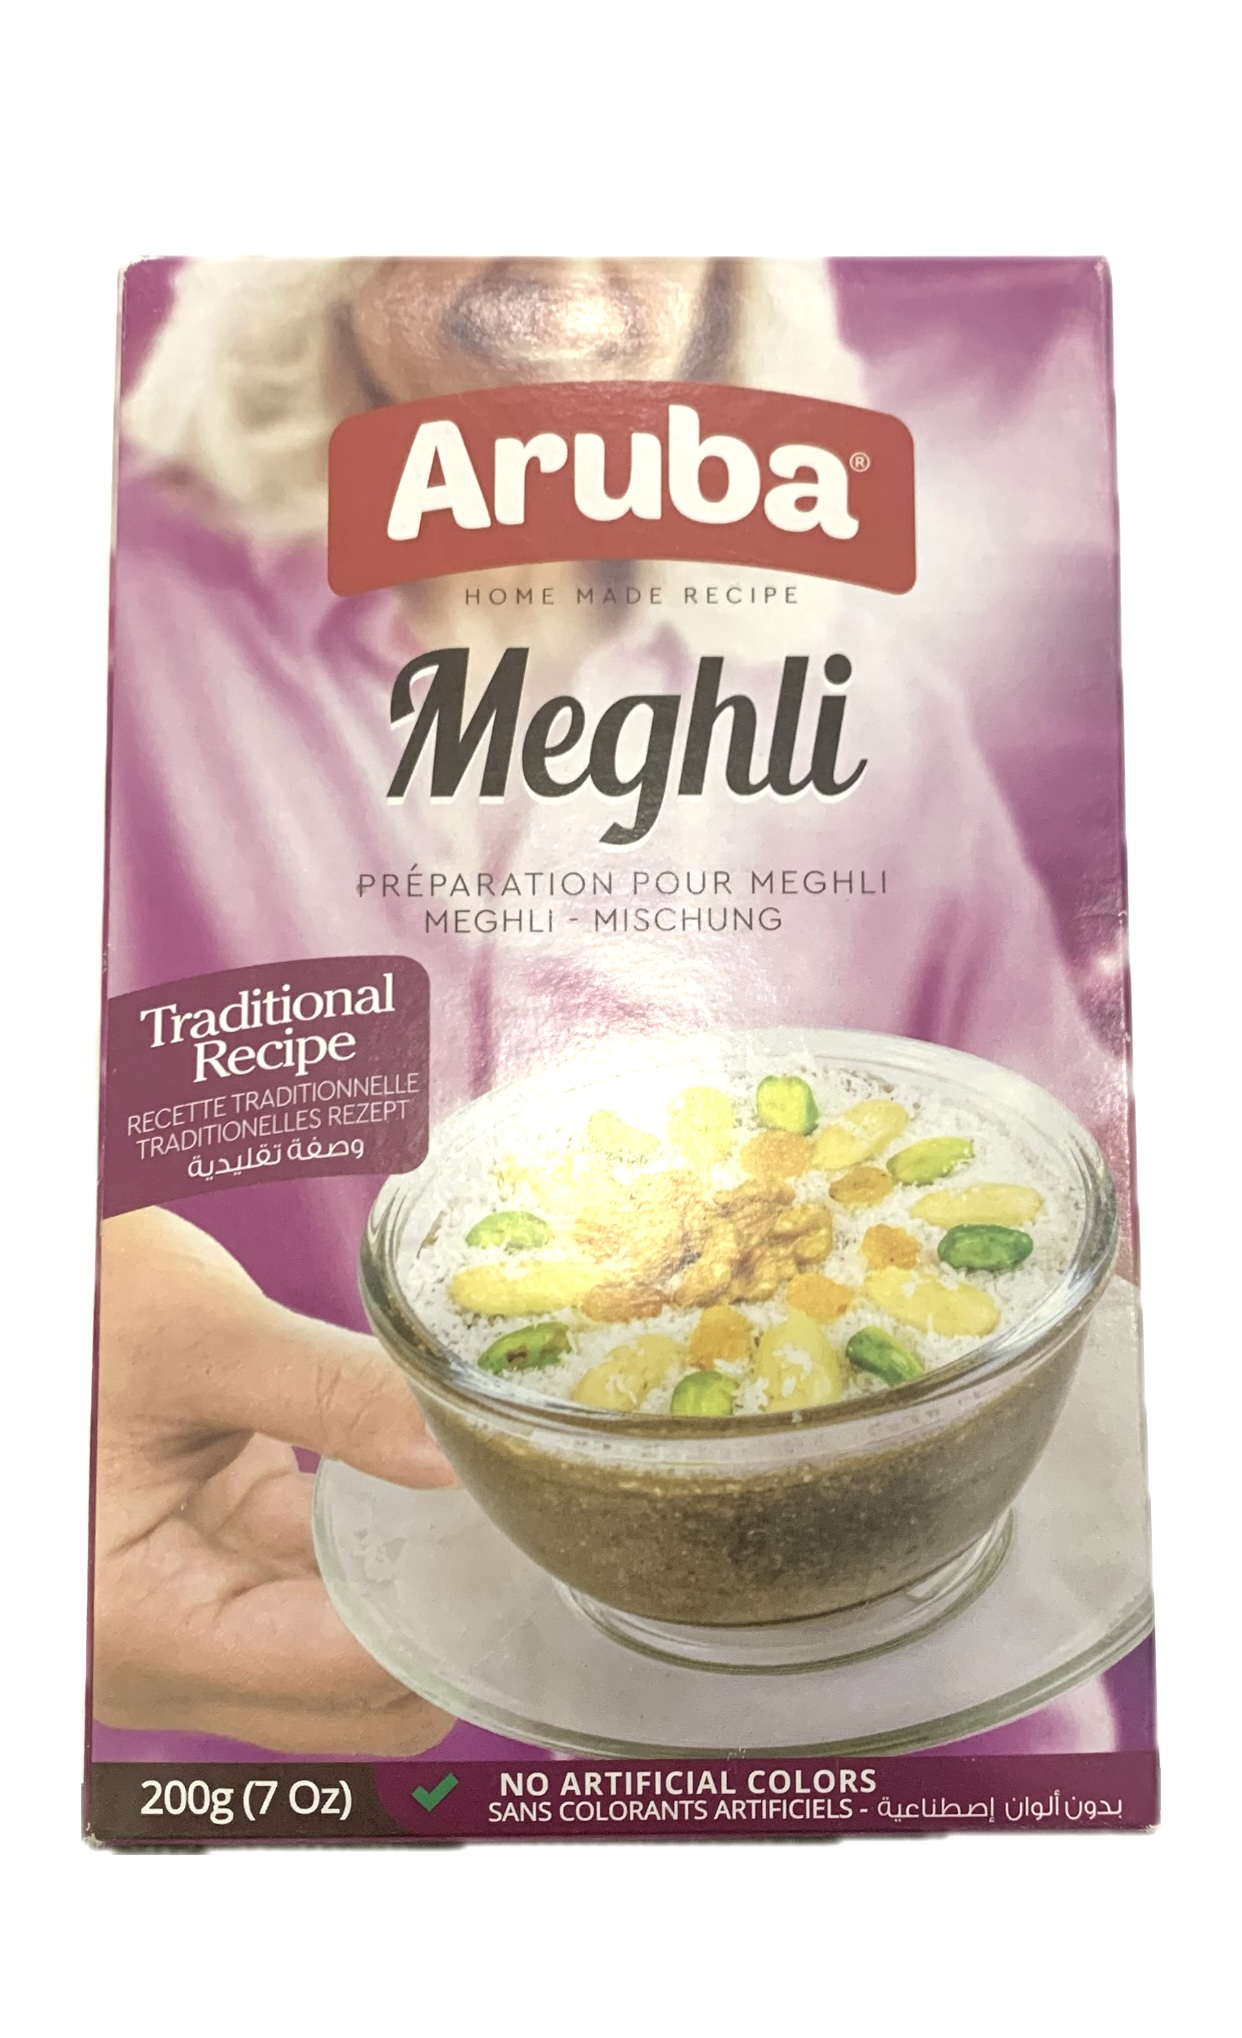 Aruba®
HOME MADE RECIPE
Meghli
PRÉPARATION POUR MEGHLI
MEGHLI - MISCHUNG
Traditional
Recipe
RECETTE TRADITIONNELLE
TRADITIONELLES REZEPT
وصفة تقليدية
200g (7 Oz)
NO ARTIFICIAL COLORS
SANS COLORANTS ARTIFICIELS - بدون ألوان إصطناعية